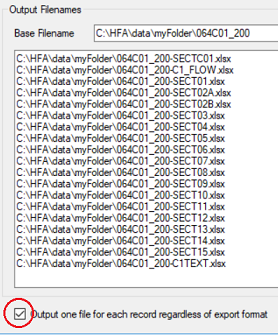 Output Filenames
Base Filename C:\HFA\data\myFolder\064C01_200
C:\HFA\data\myFolder\064C01_200-SECTC01.xlsx
C:\HFA\data\myFolder\064C01_200-C1_FLOW.xlsx
C:\HFA\data\myFolder\064C01_200-SECT01.xlsx
C:\HFA\data\myFolder\064C01_200-SECT02A.xlsx
C:\HFA\data\myFolder\064C01_200-SECT02B.xlsx
C:\HFA\data\myFolder\064C01_200-SECT03.xlsx
C:\HFA\data\myFolder\064C01_200-SECT04.xlsx
C:\HFA\data\myFolder\064C01_200-SECT05.xlsx
C:\HFA\data\myFolder\064C01_200-SECT06.xlsx
C:\HFA\data\myFolder\064C01_200-SECT07.xlsx
C:\HFA\data\myFolder\064C01_200-SECT08.xlsx
C:\HFA\data\myFolder\064C01_200-SECT09.xlsx
C:\HFA\data\myFolder\064C01_200-SECT10.xlsx
C:\HFA\data\myFolder\064C01_200-SECT11.xlsx
C:\HFA\data\myFolder\064C01_200-SECT12.xlsx
C:\HFA\data\myFolder\064C01_200-SECT13.xlsx
C:\HFA\data\myFolder\064C01_200-SECT14.xlsx
C:\HFA\data\myFolder\064C01_200-SECT15.xlsx
C:\HFA\data\myFolder\064C01_200-C1TEXT.xlsx
Output one file for each record regardless of export format